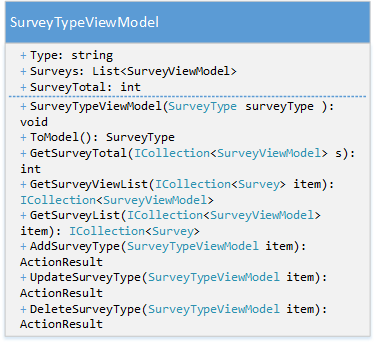 SurveyTypeViewModel
+ Type: string
+ Surveys: List<SurveyViewModel>
+ SurveyTotal: int
+ SurveyTypeViewModel(SurveyType surveyType ):
void
+ ToModel(): SurveyType
+ GetSurveyTotal(ICollection<SurveyViewModel> s):
int
+ GetSurveyViewList(ICollection<Survey> item):
ICollection<SurveyViewModel>
+ GetSurveyList(ICollection<SurveyViewModel>
item): ICollection<Survey>
+ AddSurveyType(SurveyTypeViewModel item):
ActionResult
+ UpdateSurveyType(SurveyTypeViewModel item):
ActionResult
+ DeleteSurveyType(SurveyTypeViewModel item):
ActionResult